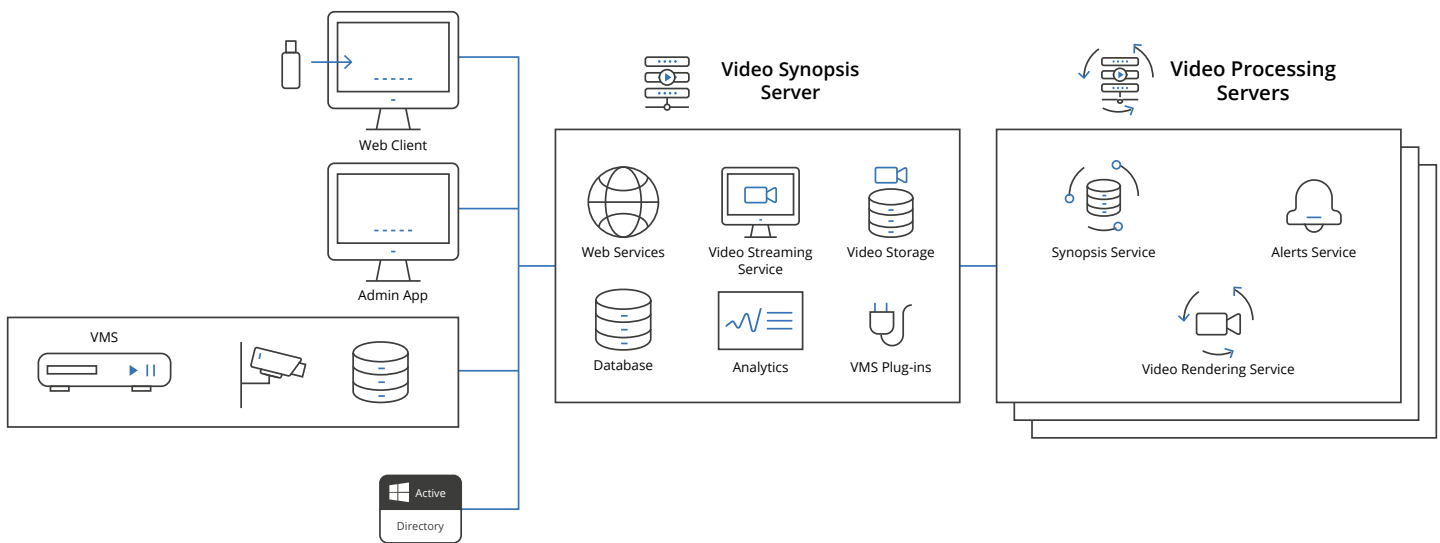 Web Client
Admin App
VMS
Active
Directory
Video Synopsis
Server
Web Services
Video Streaming
Service
Video Storage
Database
Analytics
VMS Plug-ins
Video Processing
Servers
Synopsis Service
Alerts Service
Video Rendering Service